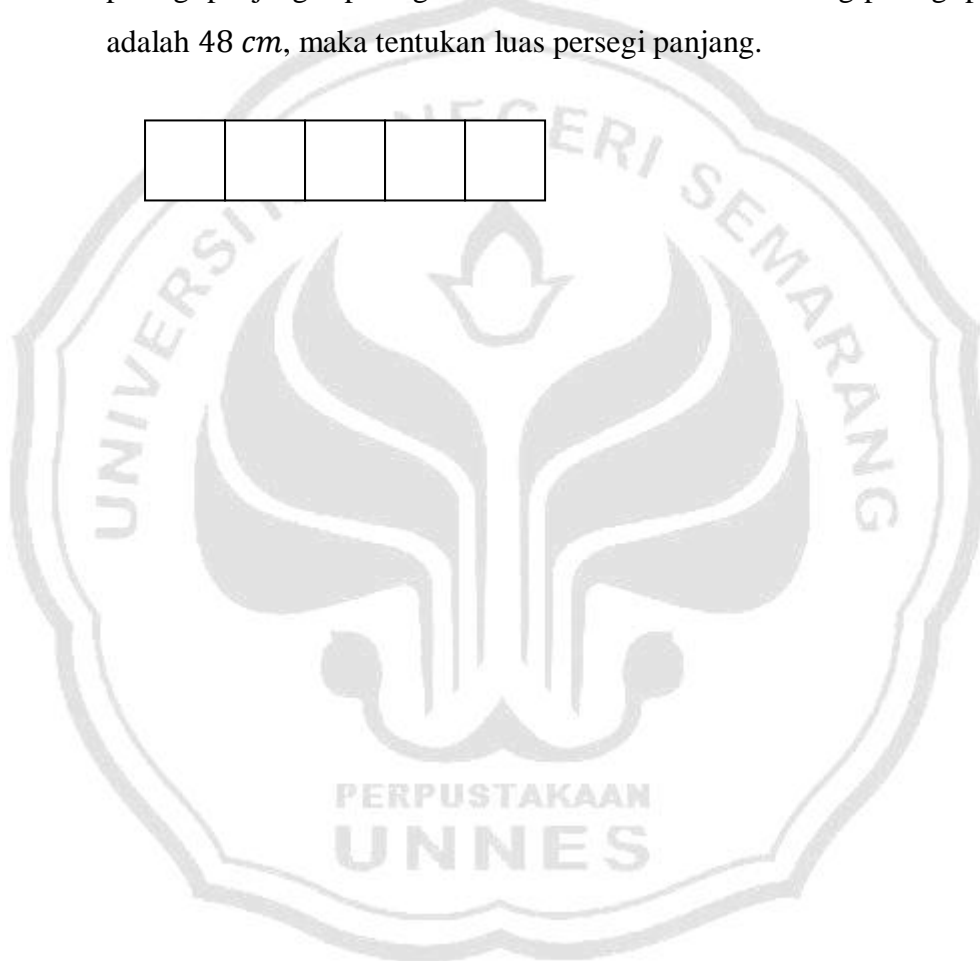 adalah 48 𝑐𝑚, maka tentukan luas persegi panjang.
UNIVERSITAS NEGERI SEMARANG
PERPUSTAKAAN
UNNES